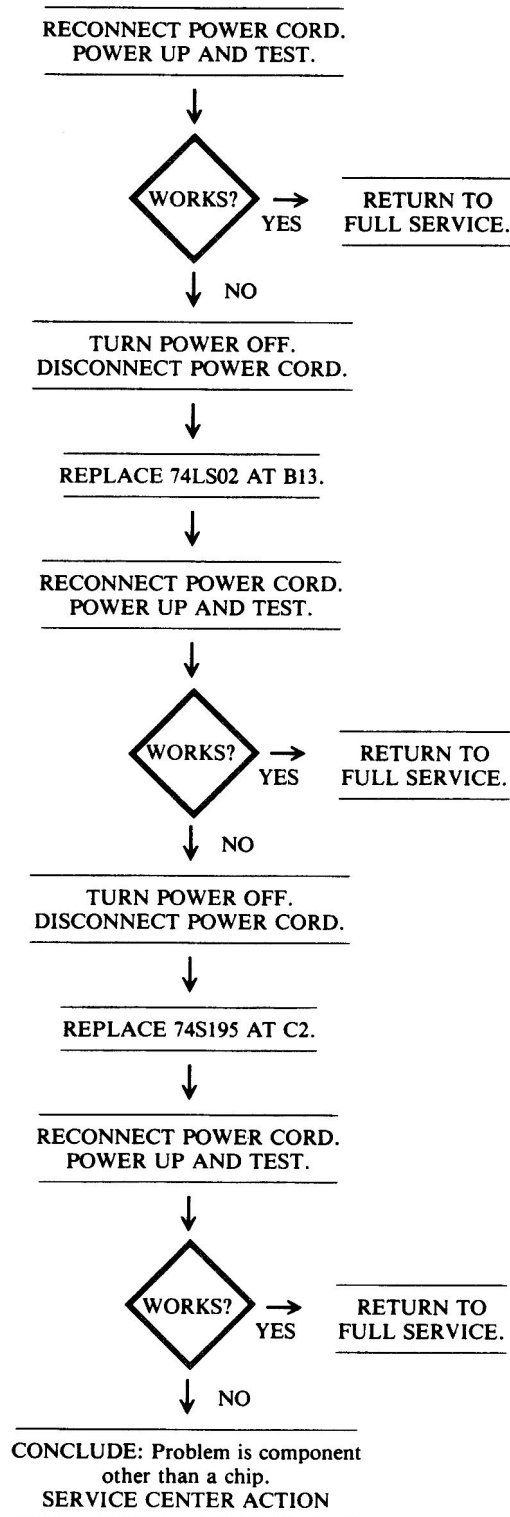 RECONNECT POWER CORD.
POWER UP AND TEST.
WORKS?
YES
RETURN TO
FULL SERVICE.
NO
TURN POWER OFF.
DISCONNECT POWER CORD.
REPLACE 74LS02 AT B13.
RECONNECT POWER CORD.
POWER UP AND TEST.
WORKS?
YES
RETURN TO
FULL SERVICE.
NO
TURN POWER OFF.
DISCONNECT POWER CORD.
REPLACE 74S195 AT C2.
RECONNECT POWER CORD.
POWER UP AND TEST.
WORKS?
YES
RETURN TO
FULL SERVICE.
NO
CONCLUDE: Problem is component
other than a chip.
SERVICE CENTER ACTION